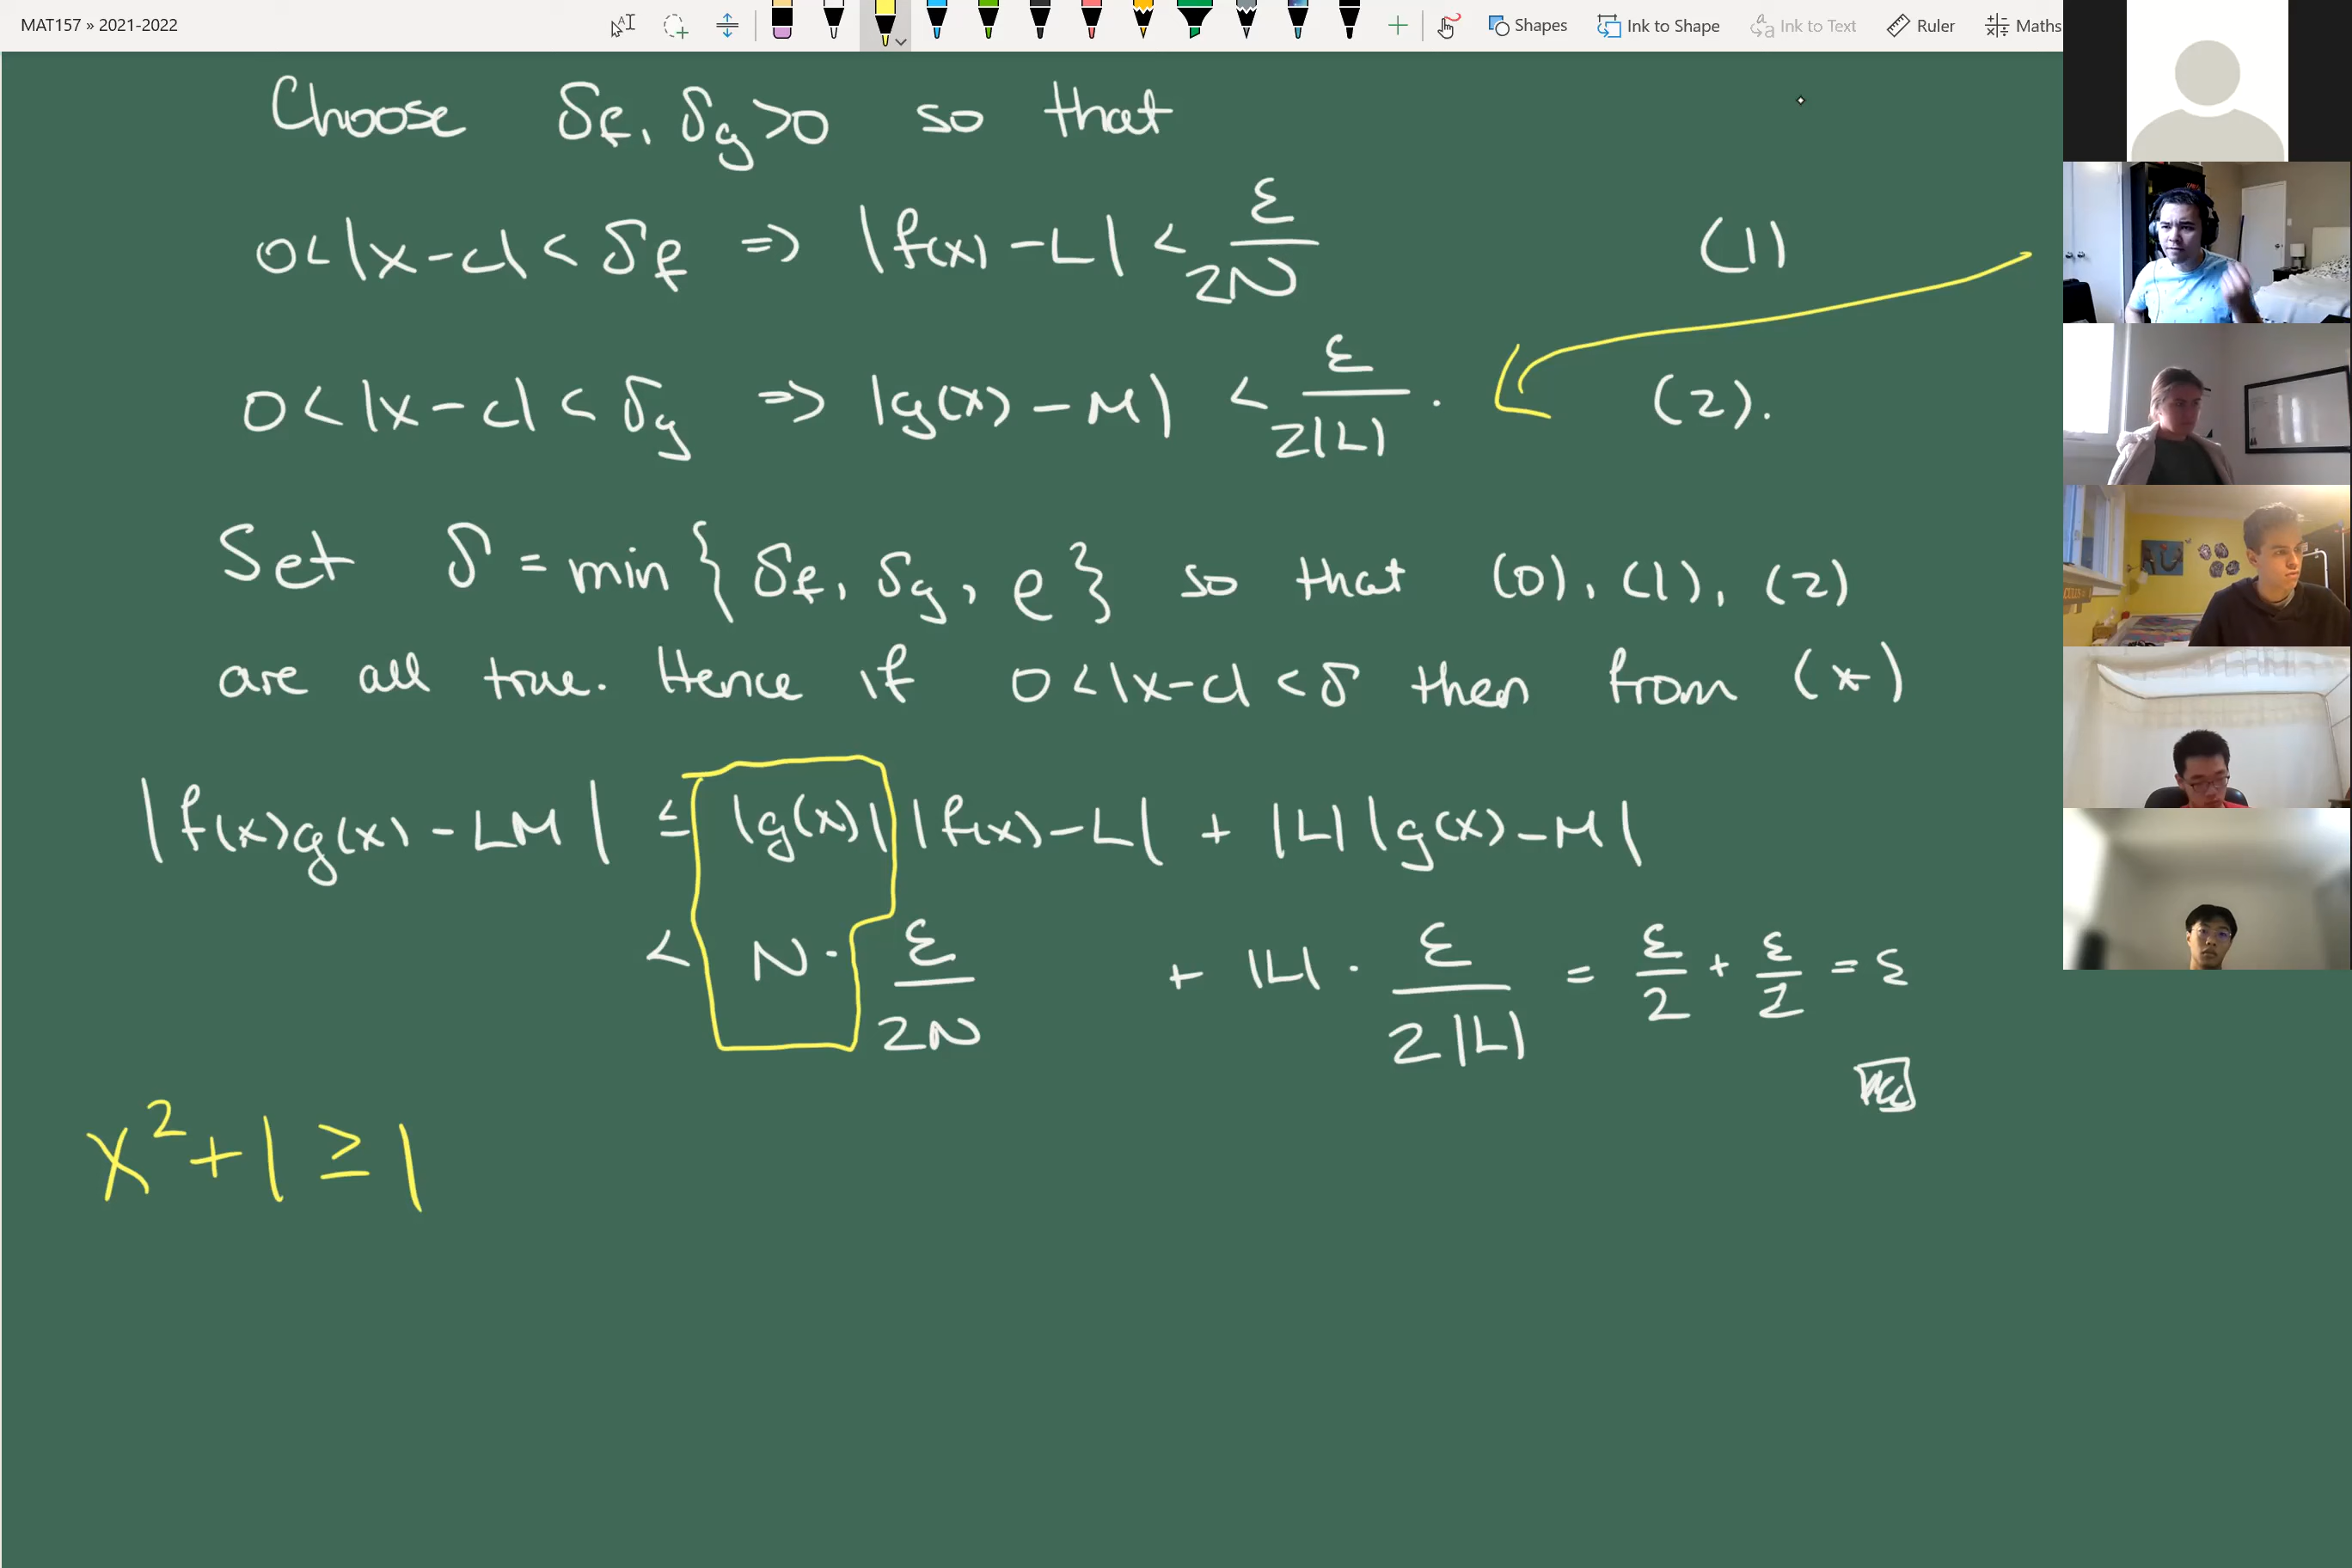 MAT157 » 2021-2022
Shapes Ink to Shape Ink to Text Ruler Maths
Choose δf, δg>0 so that
0<|x-c|<δf => |f(x)-L| < ε/2N (1)
0<|x-c|<δg => |g(x)-M| < ε/2|L|. (2).
Set δ = min{δf, δg, ρ} so that (0), (1), (2)
are all true. Hence if 0<|x-c|<δ then from (*)
|f(x)g(x)-LM| ≤ |g(x)||f(x)-L| + |L||g(x)-M|
< N· ε/2N + |L|· ε/2|L| = ε/2 + ε/2 = ε
x²+1 ≥ 1